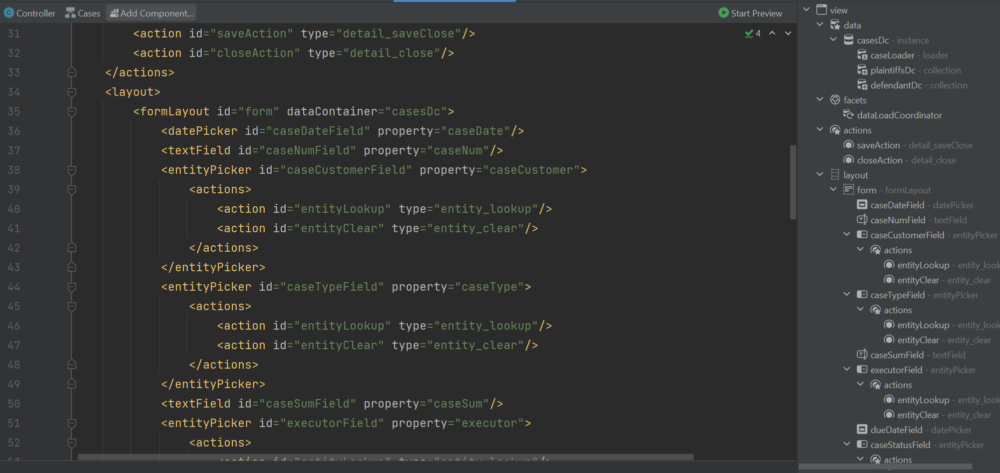 Controller Cases Add Component... Start Preview
4
31 <action id="saveAction" type="detail_saveClose"/>
32 <action id="closeAction" type="detail_close"/>
33 </actions>
34 <layout>
35 <formLayout id="form" dataContainer="casesDc">
36 <datePicker id="caseDateField" property="caseDate"/>
37 <textField id="caseNumField" property="caseNum"/>
38 <entityPicker id="caseCustomerField" property="caseCustomer">
39 <actions>
40 <action id="entityLookup" type="entity_lookup"/>
41 <action id="entityClear" type="entity_clear"/>
42 </actions>
43 </entityPicker>
44 <entityPicker id="caseTypeField" property="caseType">
45 <actions>
46 <action id="entityLookup" type="entity_lookup"/>
47 <action id="entityClear" type="entity_clear"/>
48 </actions>
49 </entityPicker>
50 <textField id="caseSumField" property="caseSum"/>
51 <entityPicker id="executorField" property="executor">
52 <actions>
53 <action id="entityLookup" type="entity_lookup"/>
view
data
casesDc - instance
caseLoader - loader
plaintiffsDc - collection
defendantDc - collection
facets
dataLoadCoordinator
actions
saveAction - detail_saveClose
closeAction - detail_close
layout
form - formLayout
caseDateField - datePicker
caseNumField - textField
caseCustomerField - entityPicker
actions
entityLookup - entity_look
entityClear - entity_clear
caseTypeField - entityPicker
actions
entityLookup - entity_look
entityClear - entity_clear
caseSumField - textField
executorField - entityPicker
actions
entityLookup - entity_look
entityClear - entity_clear
dueDateField - datePicker
caseStatusField - entityPicker
actions